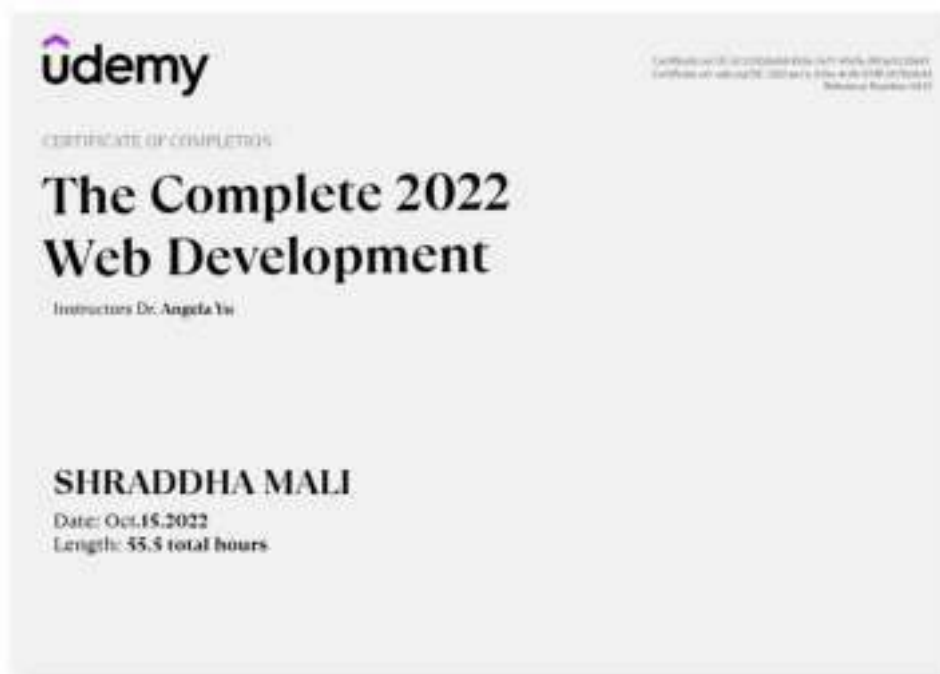 ûdemy
CERTIFICATE OF COMPLETION
The Complete 2022
Web Development
Instructors Dr. Angela Yu
SHRADDHA MALI
Date: Oct.15.2022
Length: 55.5 total hours